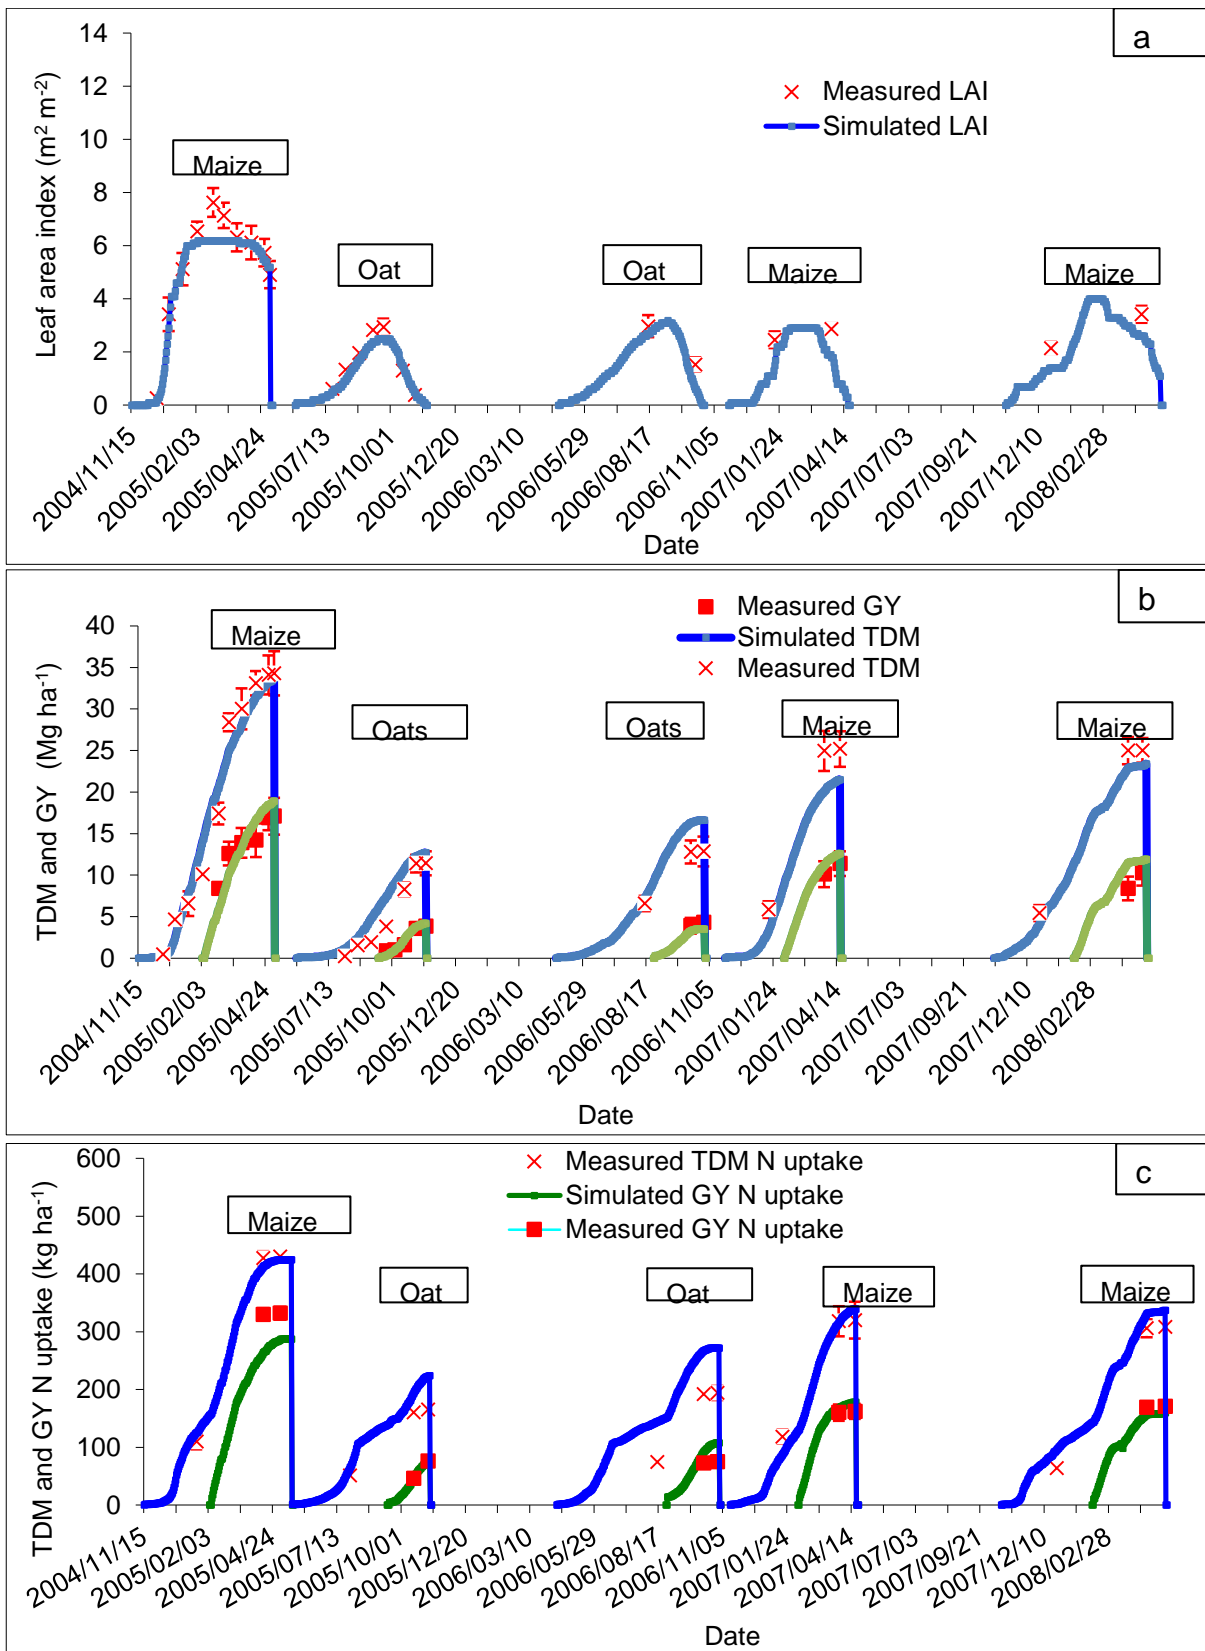 a
14
12
10
8
6
4
2
0
Leaf area index (m² m⁻²)
Measured LAI
Simulated LAI
Maize
Oat
Oat
Maize
Maize
2004/11/15
2005/02/03
2005/04/24
2005/07/13
2005/10/01
2005/12/20
2006/03/10
2006/05/29
2006/08/17
2006/11/05
2007/01/24
2007/04/14
2007/07/03
2007/09/21
2007/12/10
2008/02/28
Date
b
40
35
30
25
20
15
10
5
0
TDM and GY (Mg ha⁻¹)
Measured GY
Simulated TDM
Measured TDM
Maize
Oats
Oats
Maize
Maize
2004/11/15
2005/02/03
2005/04/24
2005/07/13
2005/10/01
2005/12/20
2006/03/10
2006/05/29
2006/08/17
2006/11/05
2007/01/24
2007/04/14
2007/07/03
2007/09/21
2007/12/10
2008/02/28
Date
c
600
500
400
300
200
100
0
TDM and GY N uptake (kg ha⁻¹)
Measured TDM N uptake
Simulated GY N uptake
Measured GY N uptake
Maize
Oat
Oat
Maize
Maize
2004/11/15
2005/02/03
2005/04/24
2005/07/13
2005/10/01
2005/12/20
2006/03/10
2006/05/29
2006/08/17
2006/11/05
2007/01/24
2007/04/14
2007/07/03
2007/09/21
2007/12/10
2008/02/28
Date